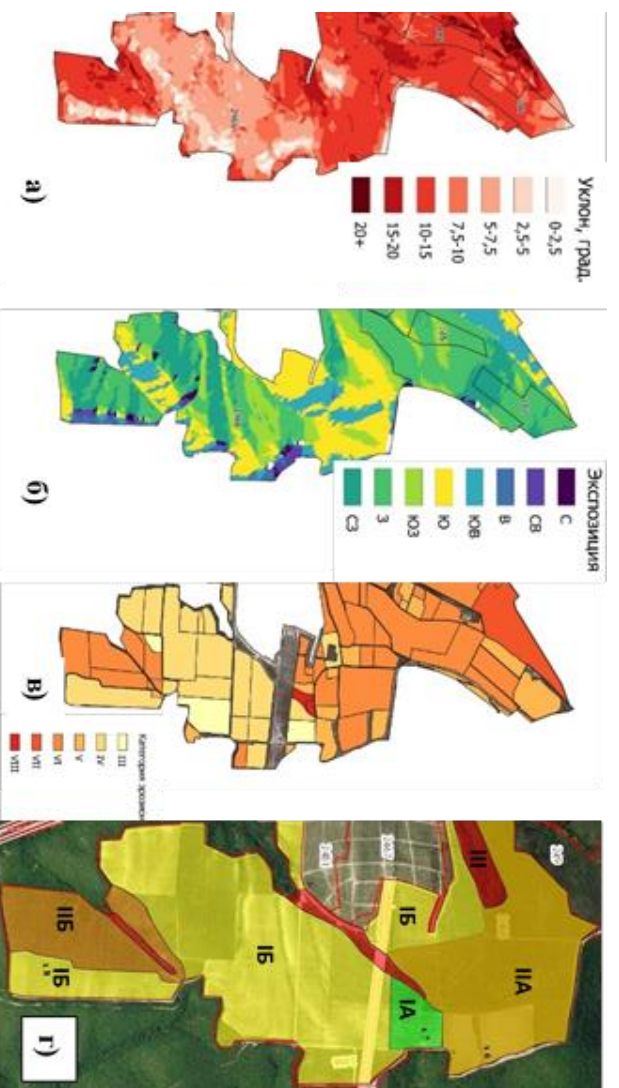 Уклон, град.
0-2,5
2,5-5
5-7,5
7,5-10
10-15
15-20
20+
а)
Экспозиция
С
СВ
В
ЮВ
Ю
ЮЗ
З
СЗ
б)
Категория эрозион
III
IV
V
VI
VII
VIII
в)
III
IБ
IIА
IА
IБ
IIБ
IБ
г)